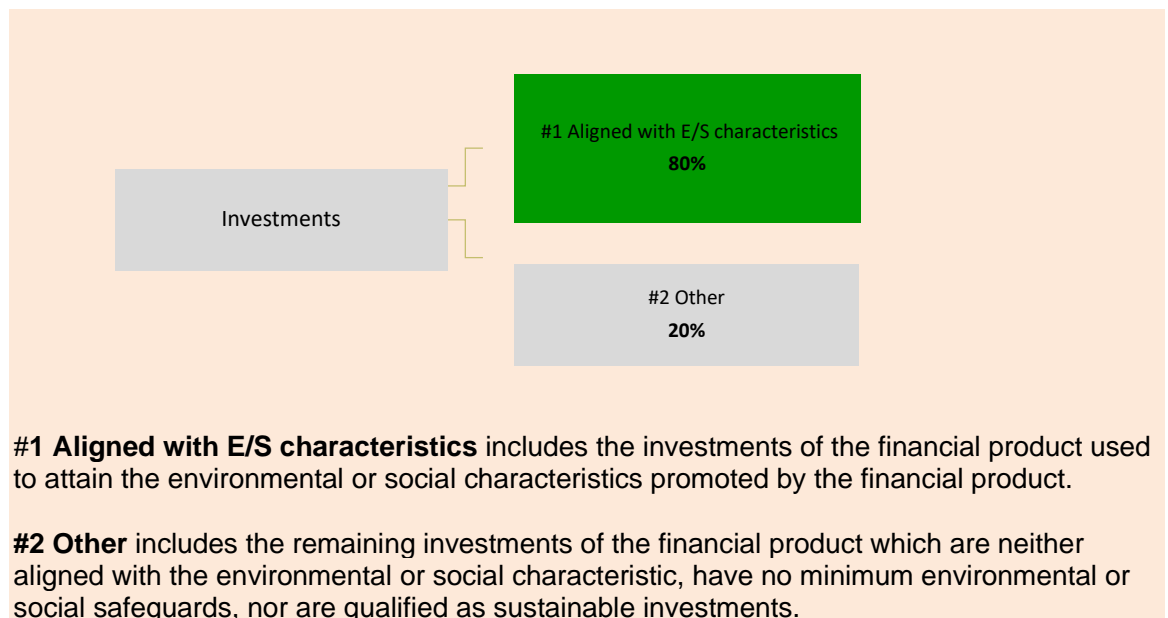 #1 Aligned with E/S characteristics
80%
Investments
#2 Other
20%
#1 Aligned with E/S characteristics includes the investments of the financial product used
to attain the environmental or social characteristics promoted by the financial product.
#2 Other includes the remaining investments of the financial product which are neither
aligned with the environmental or social characteristic, have no minimum environmental or
social safeguards, nor are qualified as sustainable investments.